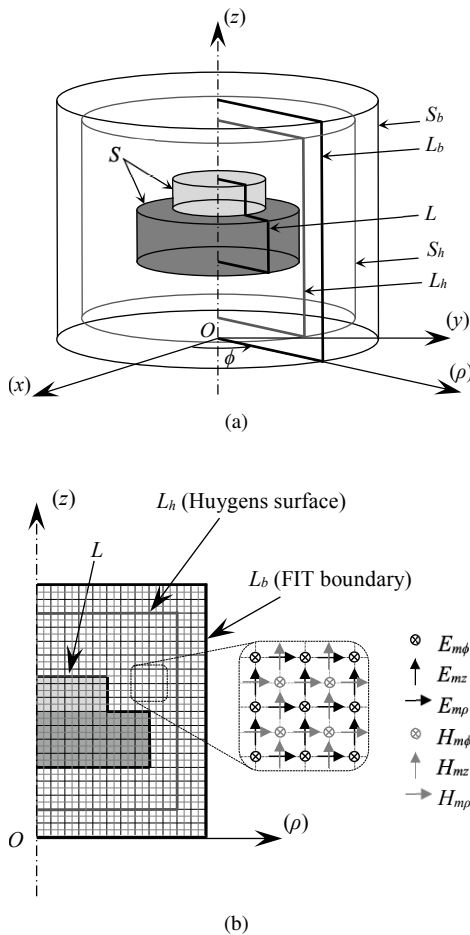 (z)
S_b
L_b
S
L
S_h
L_h
O
(y)
ϕ
(x)
(ρ)
(a)
(z)
L_h (Huygens surface)
L
L_b (FIT boundary)
E_mϕ
E_mz
E_mρ
H_mϕ
H_mz
H_mρ
O
(ρ)
(b)